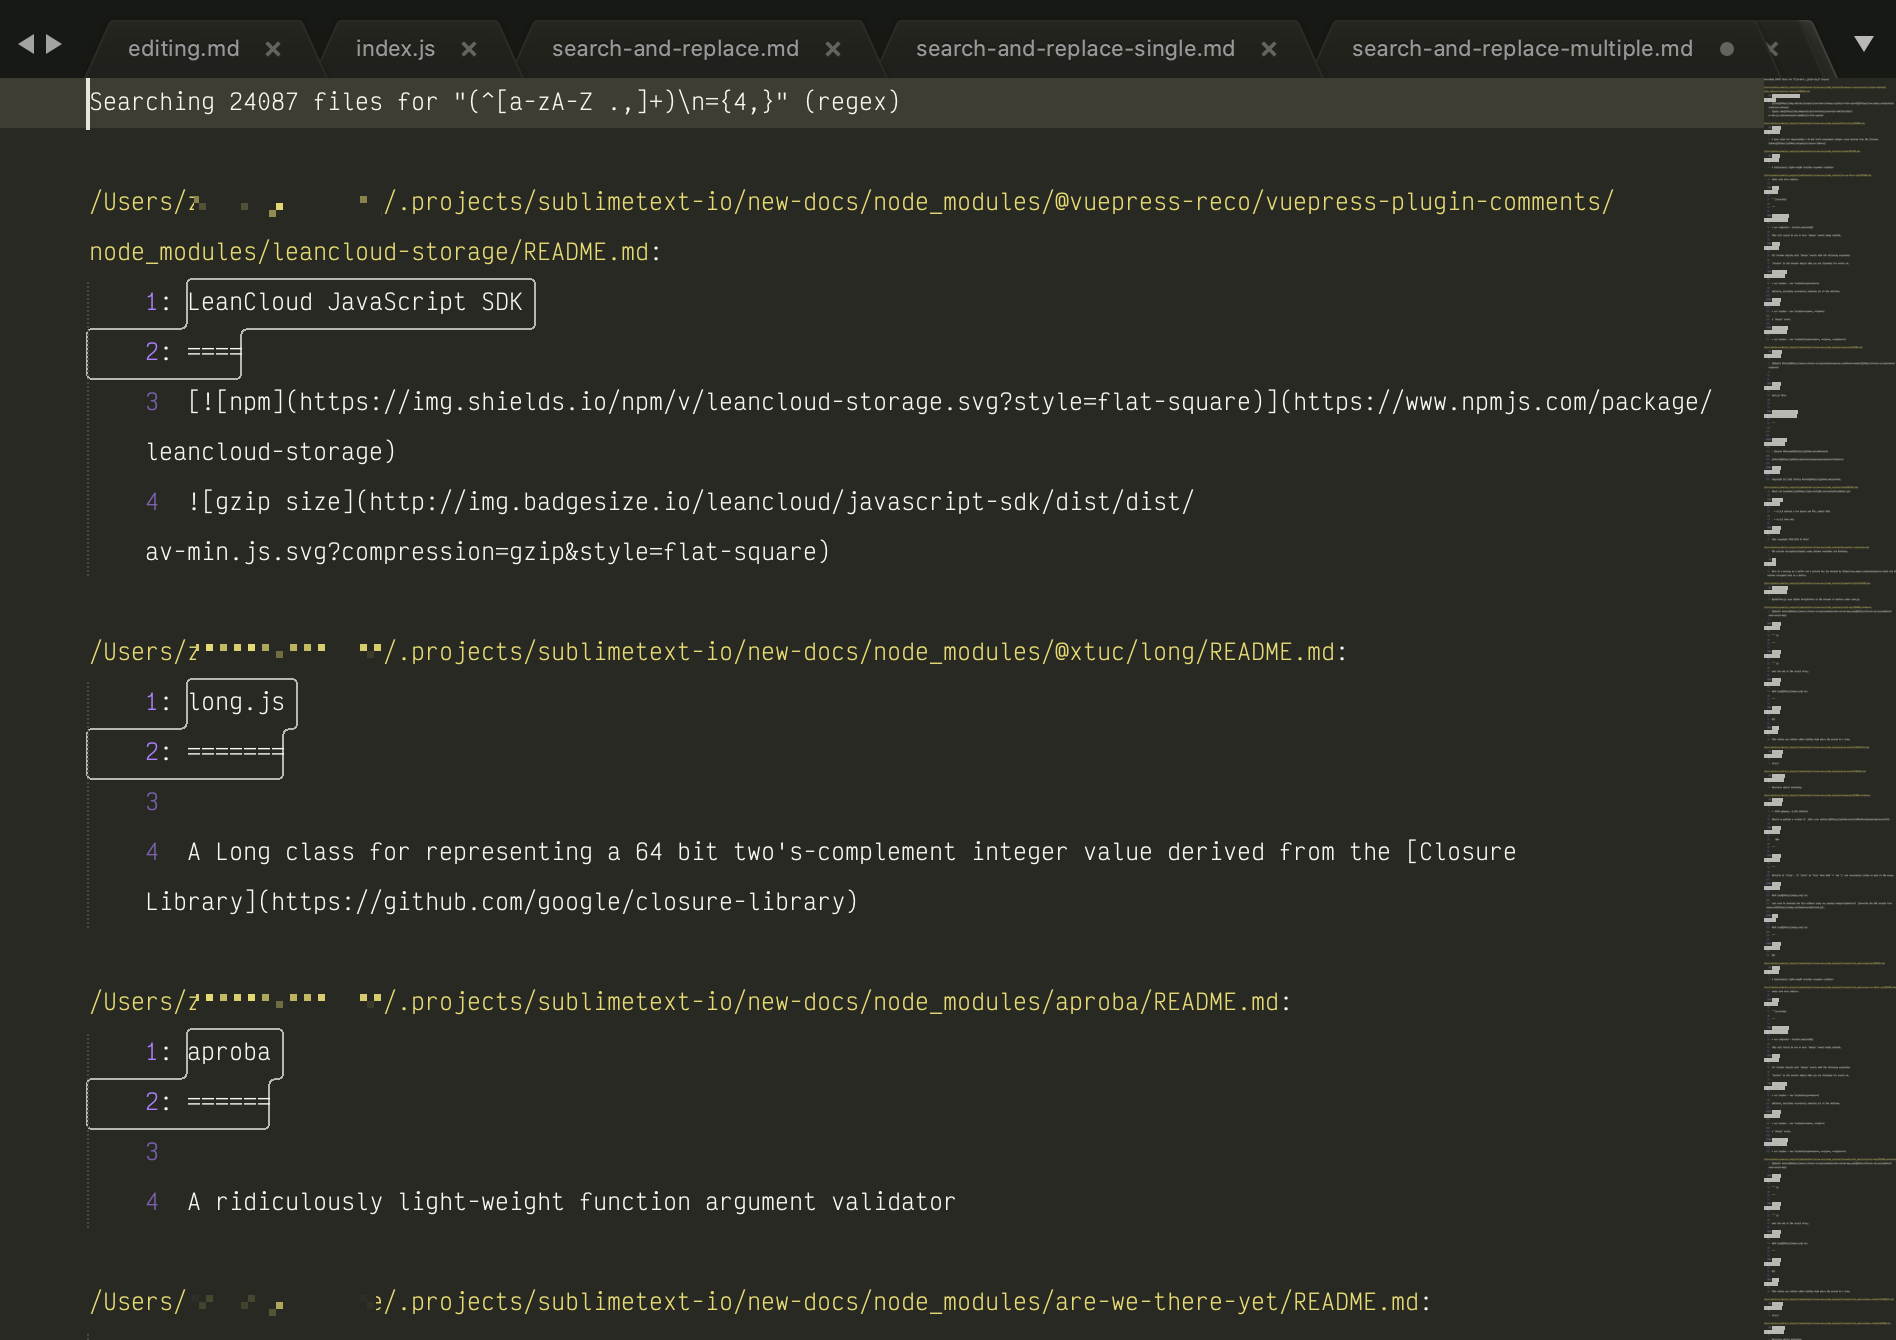 editing.md
index.js
search-and-replace.md
search-and-replace-single.md
search-and-replace-multiple.md
Searching 24087 files for "(^[a-zA-Z .,]+)\n={4,}" (regex)
/Users/z /.projects/sublimetext-io/new-docs/node_modules/@vuepress-reco/vuepress-plugin-comments/
node_modules/leancloud-storage/README.md:
1: LeanCloud JavaScript SDK
2: ====
3 [![npm](https://img.shields.io/npm/v/leancloud-storage.svg?style=flat-square)](https://www.npmjs.com/package/
leancloud-storage)
4 ![gzip size](http://img.badgesize.io/leancloud/javascript-sdk/dist/dist/
av-min.js.svg?compression=gzip&style=flat-square)
/Users/z /.projects/sublimetext-io/new-docs/node_modules/@xtuc/long/README.md:
1: long.js
2: =======
3
4 A Long class for representing a 64 bit two's-complement integer value derived from the [Closure
Library](https://github.com/google/closure-library)
/Users/z /.projects/sublimetext-io/new-docs/node_modules/aproba/README.md:
1: aproba
2: ======
3
4 A ridiculously light-weight function argument validator
/Users/ e/.projects/sublimetext-io/new-docs/node_modules/are-we-there-yet/README.md: